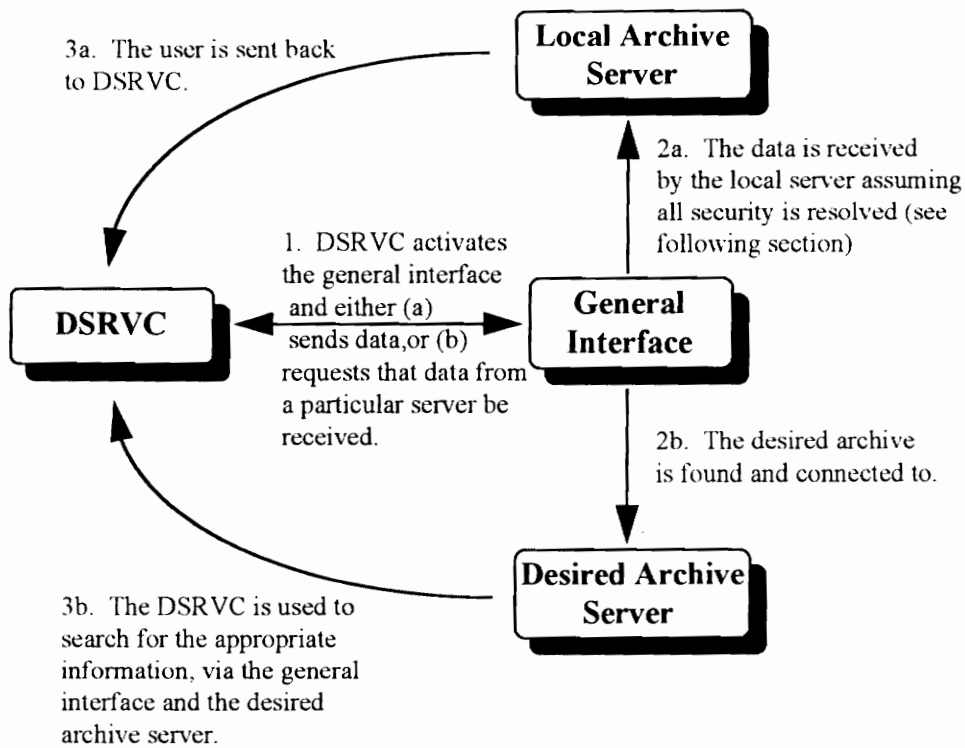 3a. The user is sent back
to DSRVC.
Local Archive
Server
2a. The data is received
by the local server assuming
all security is resolved (see
following section)
1. DSRVC activates
the general interface
and either (a)
sends data,or (b)
requests that data from
a particular server be
received.
DSRVC
General
Interface
2b. The desired archive
is found and connected to.
Desired Archive
Server
3b. The DSRVC is used to
search for the appropriate
information, via the general
interface and the desired
archive server.